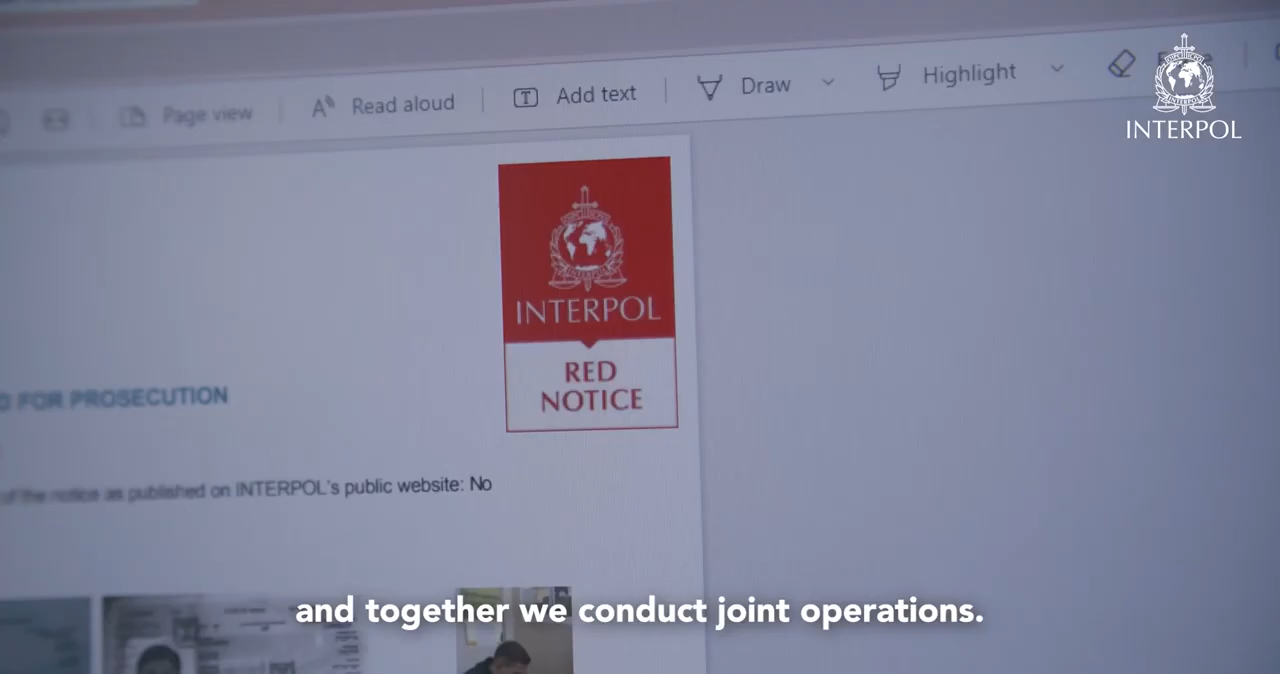 Page view
Read aloud
Add text
Draw
Highlight
INTERPOL
INTERPOL
RED
NOTICE
FOR PROSECUTION
of the notice as published on INTERPOL's public website: No
and together we conduct joint operations.